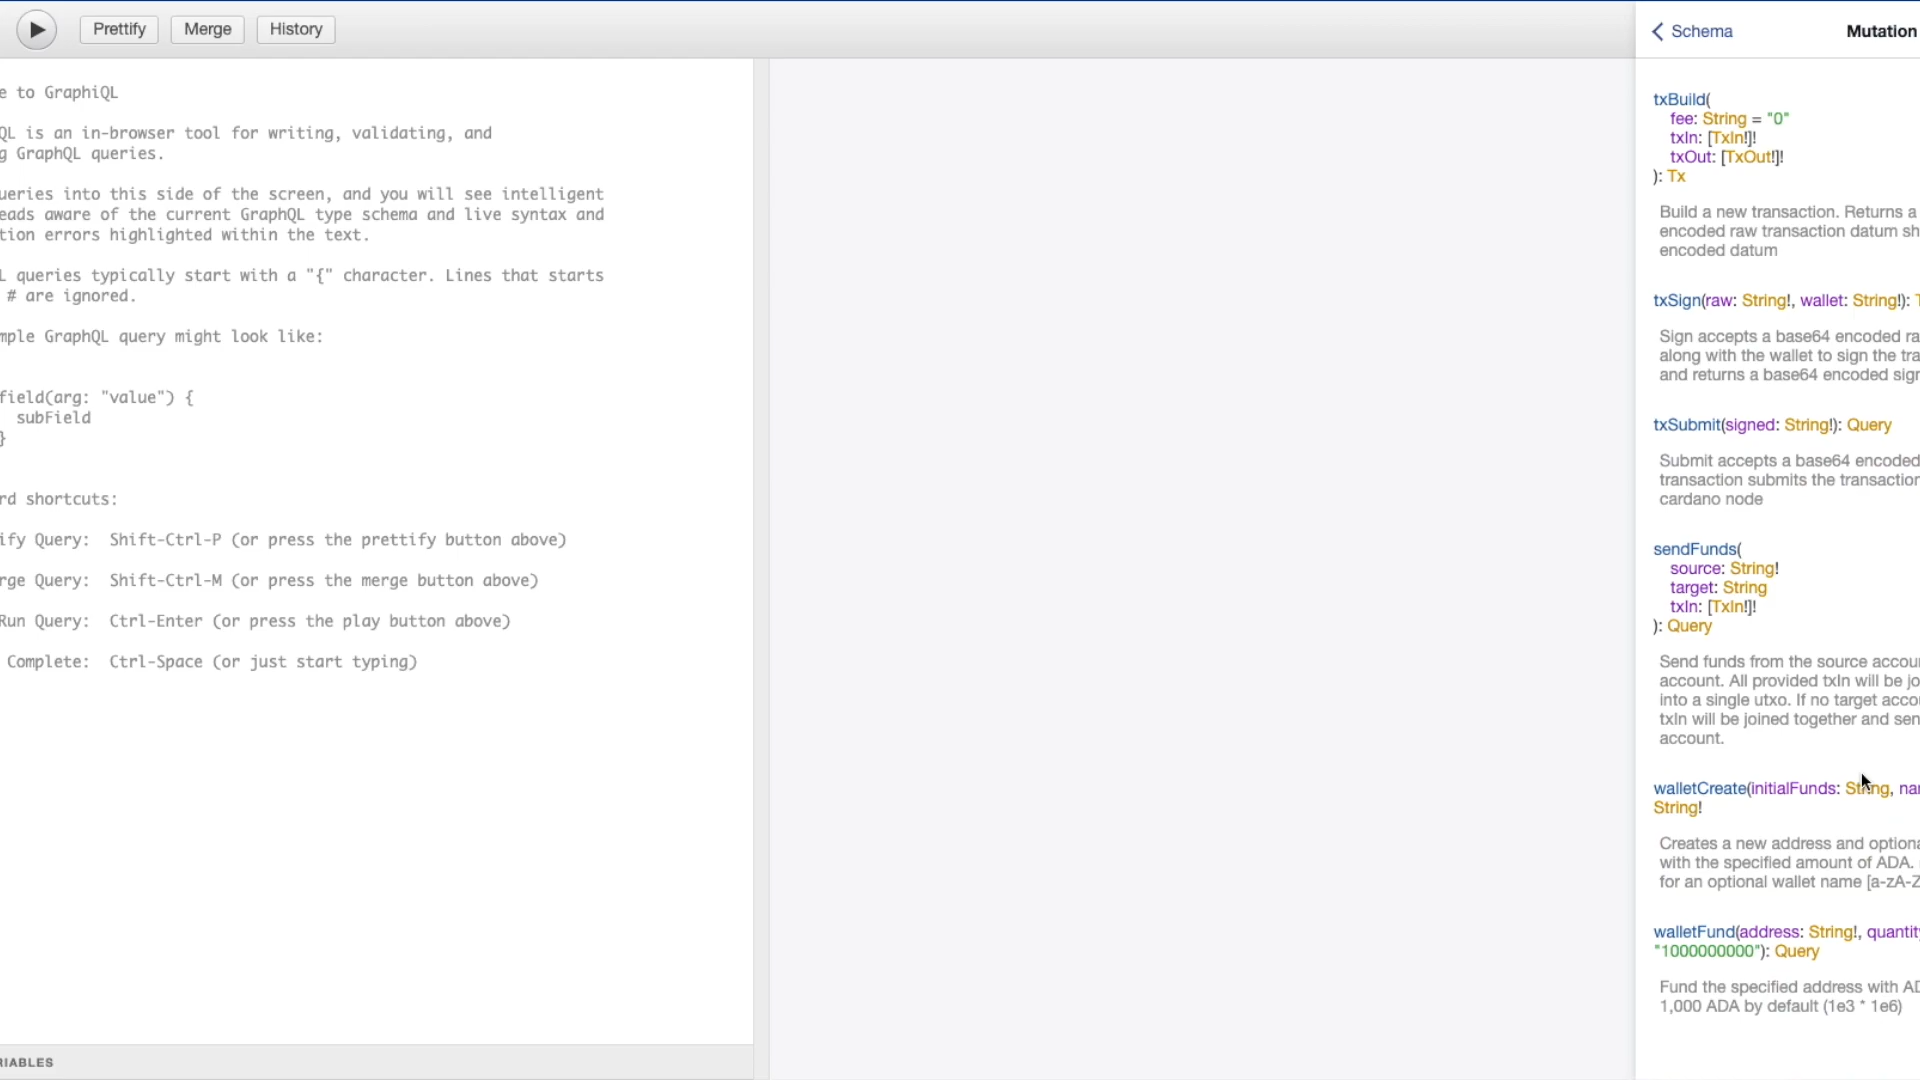 Prettify Merge History
e to GraphiQL
QL is an in-browser tool for writing, validating, and
g GraphQL queries.
ueries into this side of the screen, and you will see intelligent
eads aware of the current GraphQL type schema and live syntax and
tion errors highlighted within the text.
L queries typically start with a "{" character. Lines that starts
# are ignored.
mple GraphQL query might look like:
field(arg: "value") {
subField
}
rd shortcuts:
ify Query: Shift-Ctrl-P (or press the prettify button above)
rge Query: Shift-Ctrl-M (or press the merge button above)
Run Query: Ctrl-Enter (or press the play button above)
Complete: Ctrl-Space (or just start typing)
RIABLES
Schema Mutation
txBuild(
fee: String = "0"
txIn: [TxIn!]!
txOut: [TxOut!]!
): Tx
Build a new transaction. Returns a
encoded raw transaction datum sh
encoded datum
txSign(raw: String!, wallet: String!): T
Sign accepts a base64 encoded ra
along with the wallet to sign the tra
and returns a base64 encoded sign
txSubmit(signed: String!): Query
Submit accepts a base64 encoded
transaction submits the transaction
cardano node
sendFunds(
source: String!
target: String
txIn: [TxIn!]!
): Query
Send funds from the source accou
account. All provided txIn will be jo
into a single utxo. If no target acco
txIn will be joined together and sen
account.
walletCreate(initialFunds: String, nam
String!
Creates a new address and optiona
with the specified amount of ADA.
for an optional wallet name [a-zA-Z
walletFund(address: String!, quantity
"1000000000"): Query
Fund the specified address with AD
1,000 ADA by default (1e3 * 1e6)